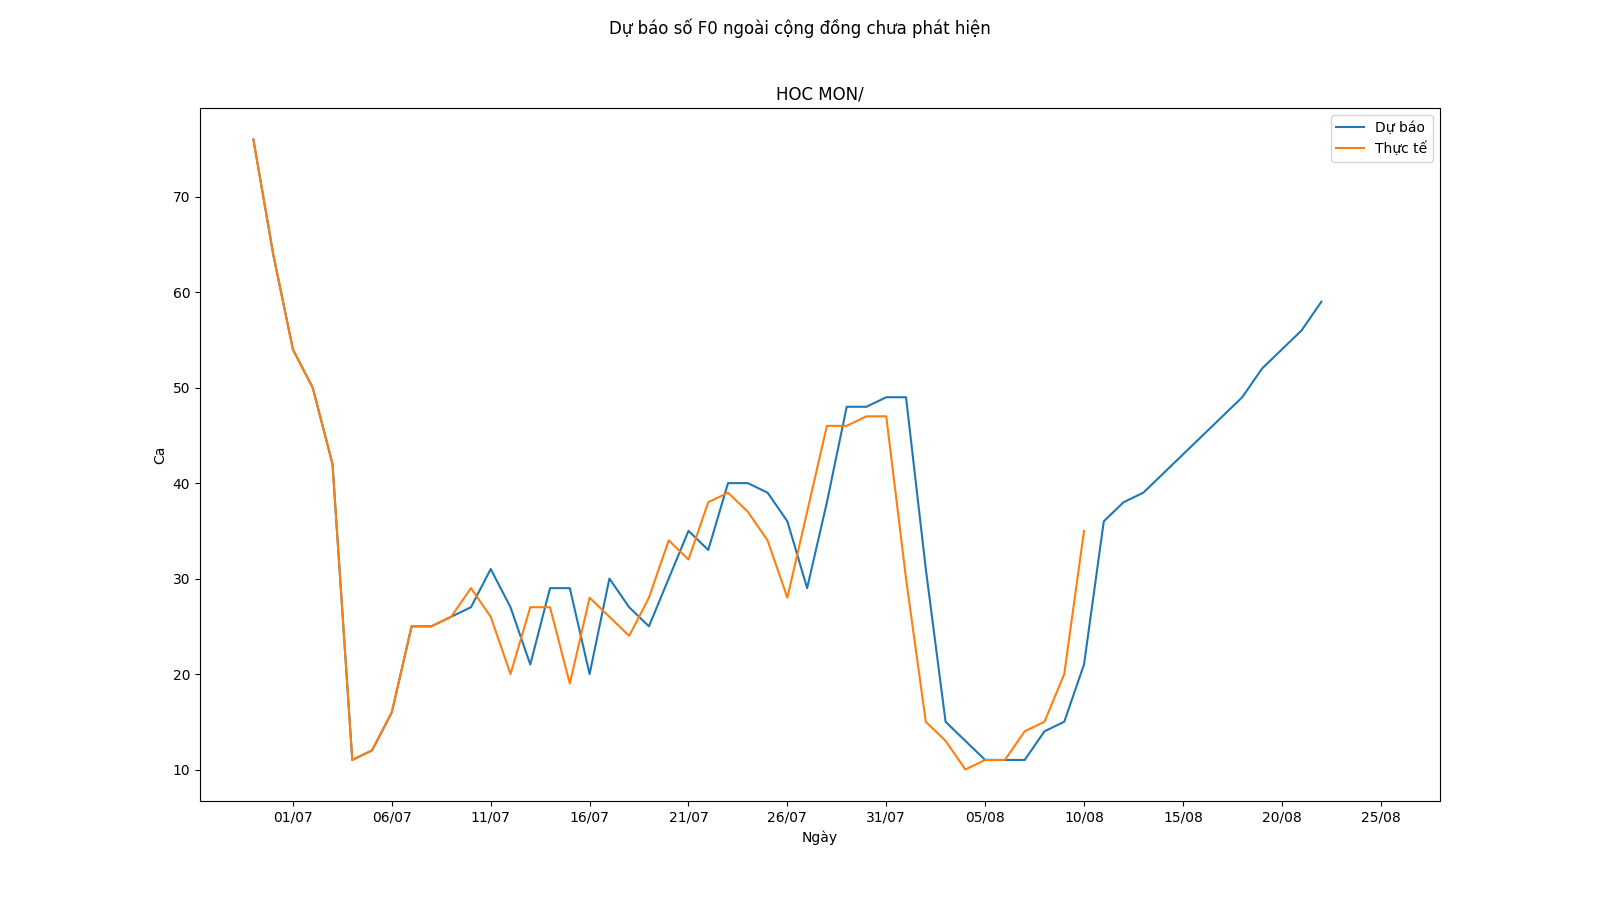 Dự báo số F0 ngoài cộng đồng chưa phát hiện
HOC MON/
Dự báo
Thực tế
70
60
50
40
30
20
10
Ca
01/07 06/07 11/07 16/07 21/07 26/07 31/07 05/08 10/08 15/08 20/08 25/08
Ngày